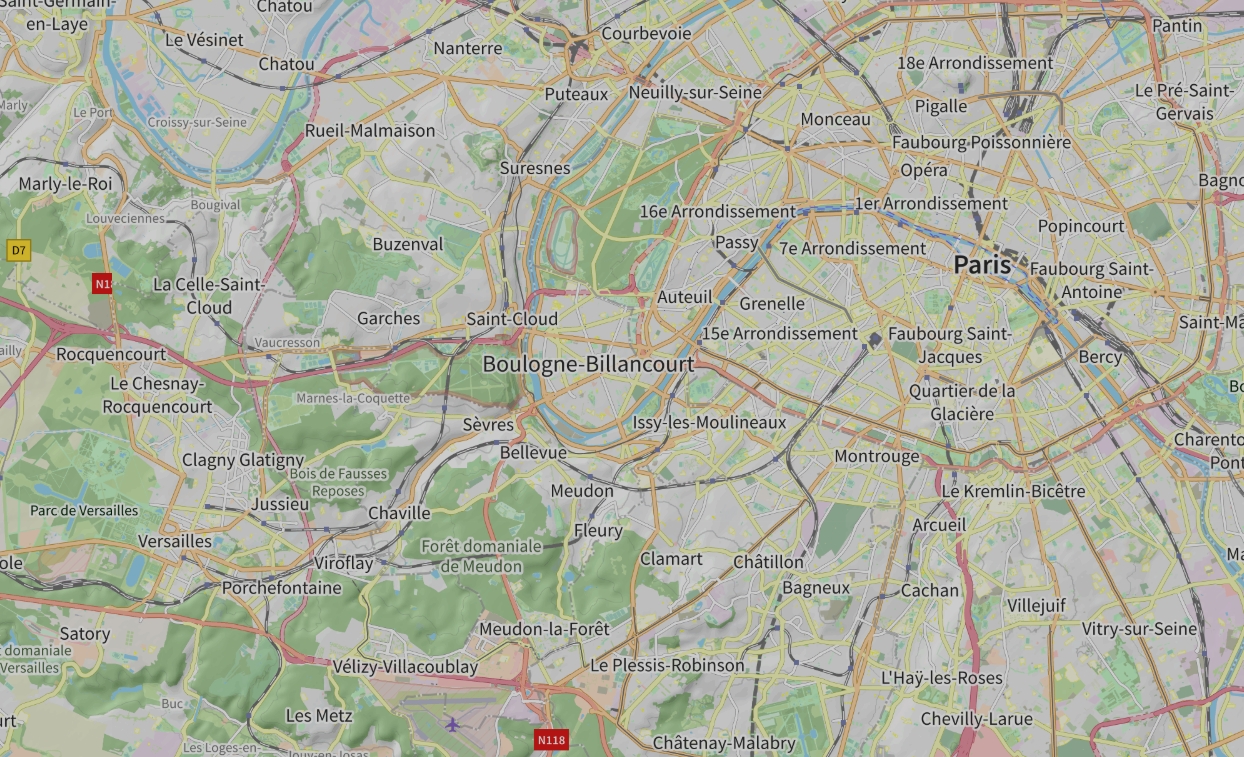 Saint-Germain-
en-Laye
Chatou
Le Vésinet
Chatou
Nanterre
Courbevoie
Pantin
18e Arrondissement
Puteaux
Neuilly-sur-Seine
Pigalle
Le Pré-Saint-
Gervais
Marly
Le Port
Croissy-sur-Seine
Rueil-Malmaison
Monceau
Faubourg Poissonnière
Suresnes
Opéra
Marly-le-Roi
Bougival
Louveciennes
16e Arrondissement
1er Arrondissement
Popincourt
D7
Buzenval
Passy
7e Arrondissement
Paris
Faubourg Saint-
Antoine
La Celle-Saint-
Cloud
Auteuil
Grenelle
Garches
Saint-Cloud
15e Arrondissement
Faubourg Saint-
Jacques
Vaucresson
Rocquencourt
Boulogne-Billancourt
Bercy
Le Chesnay-
Rocquencourt
Marnes-la-Coquette
Quartier de la
Glacière
Sèvres
Issy-les-Moulineaux
Bellevue
Montrouge
Clagny Glatigny
Bois de Fausses
Reposes
Meudon
Le Kremlin-Bicêtre
Parc de Versailles
Jussieu
Chaville
Arcueil
Fleury
Versailles
Forêt domaniale
de Meudon
Viroflay
Clamart
Châtillon
Porchefontaine
Bagneux
Cachan
Villejuif
Satory
Meudon-la-Forêt
Vitry-sur-Seine
domaniale
Versailles
Vélizy-Villacoublay
Le Plessis-Robinson
L'Haÿ-les-Roses
Buc
Les Metz
Chevilly-Larue
N118
Châtenay-Malabry
Les Loges-en-
Jouy-en-Josas